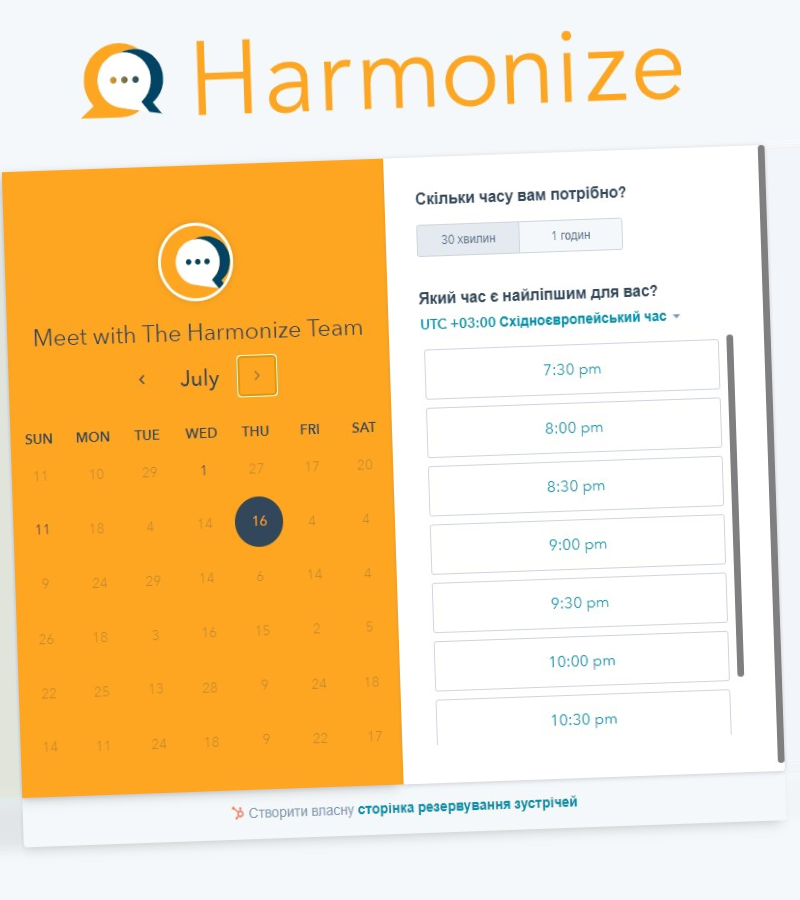 Harmonize
Meet with The Harmonize Team
July
SUN MON TUE WED THU FRI SAT
11 10 29 1 27 17 20
11 18 4 14 16 4 4
9 24 29 14 6 14 4
26 18 3 16 15 2 5
22 25 13 28 9 24 18
14 11 24 18 9 22 17
Скільки часу вам потрібно?
30 хвилин 1 годин
Який час є найліпшим для вас?
UTC +03:00 Східноєвропейський час
7:30 pm
8:00 pm
8:30 pm
9:00 pm
9:30 pm
10:00 pm
10:30 pm
Створити власну сторінка резервування зустрічей